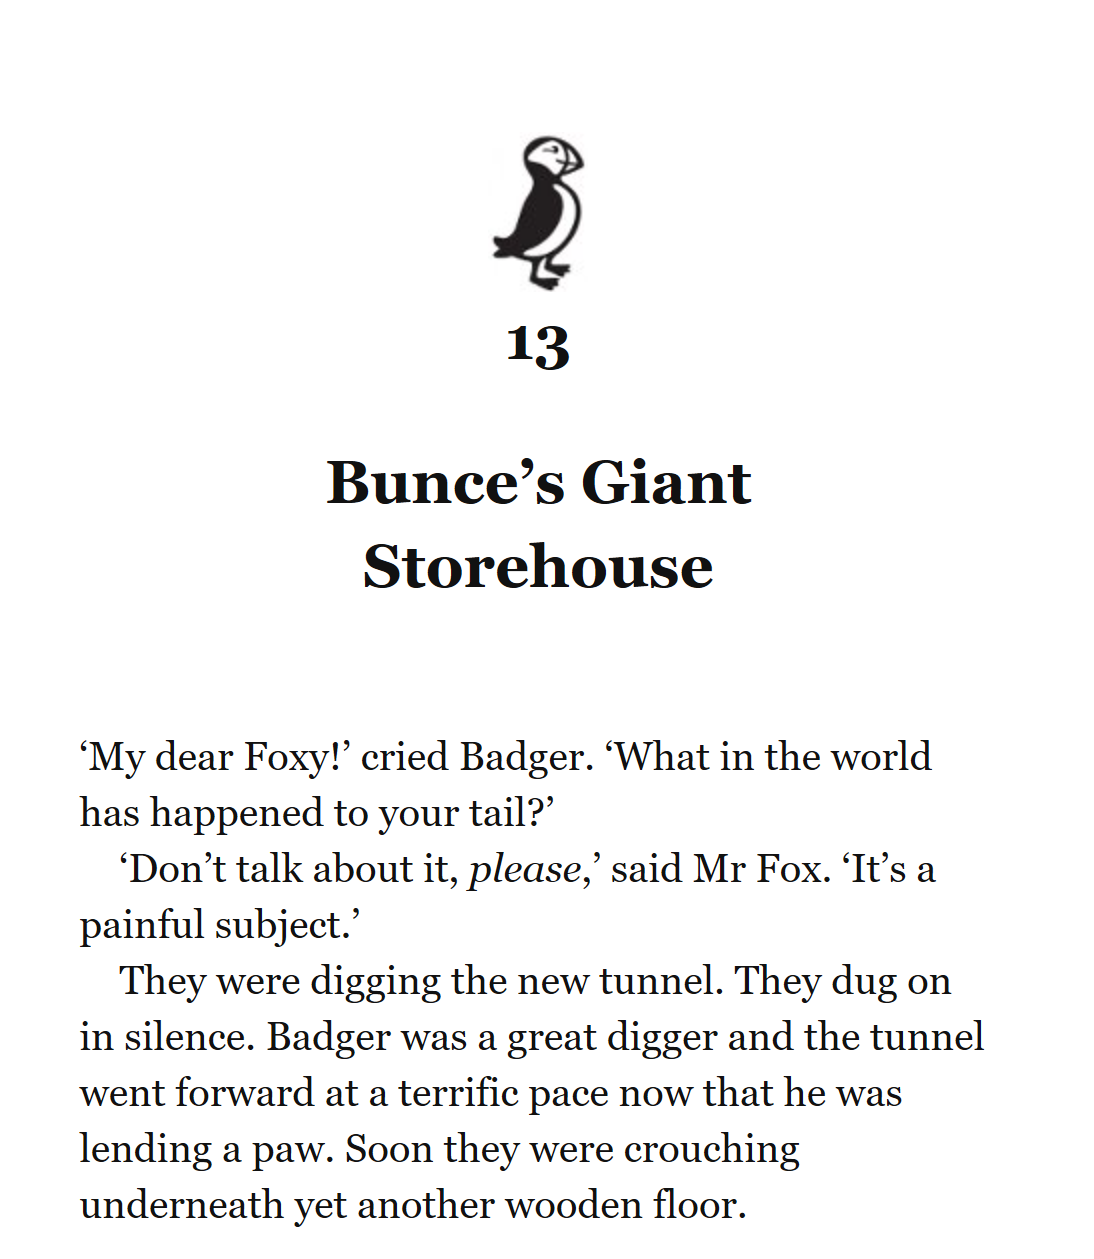 13
Bunce’s Giant
Storehouse
‘My dear Foxy!’ cried Badger. ‘What in the world
has happened to your tail?’
‘Don’t talk about it, please,’ said Mr Fox. ‘It’s a
painful subject.’
They were digging the new tunnel. They dug on
in silence. Badger was a great digger and the tunnel
went forward at a terrific pace now that he was
lending a paw. Soon they were crouching
underneath yet another wooden floor.